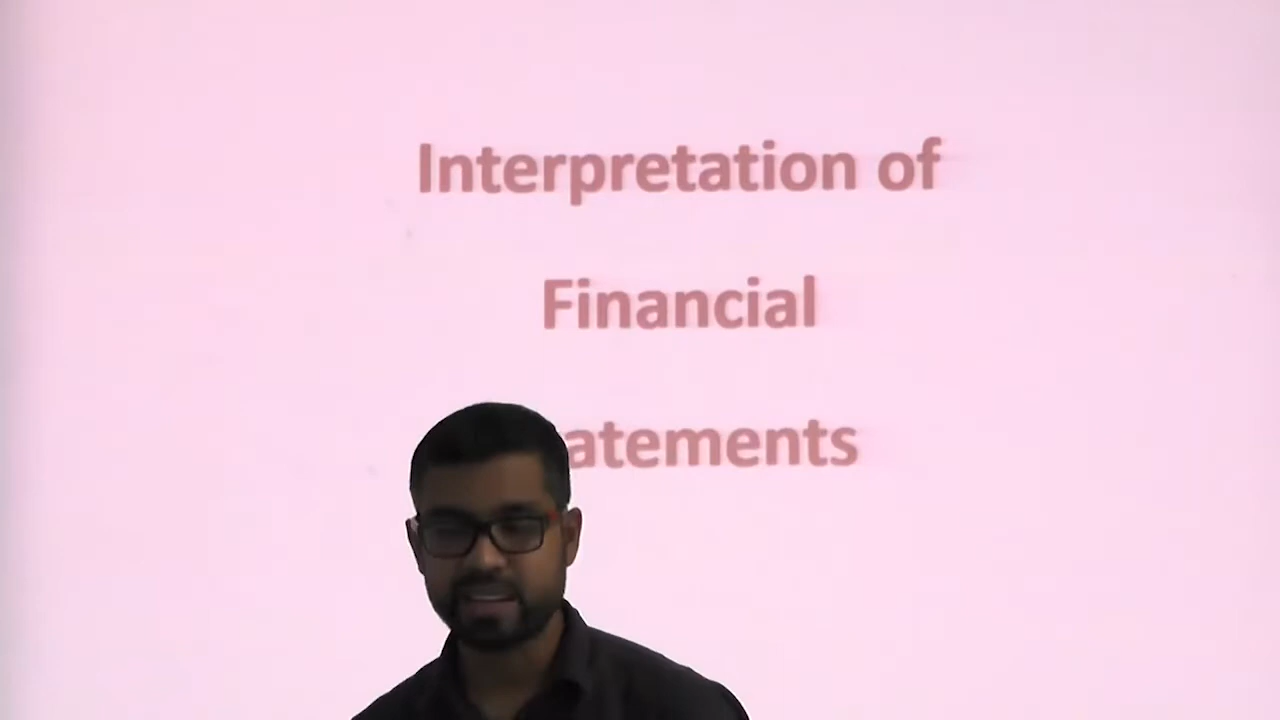 Interpretation of
Financial
atements